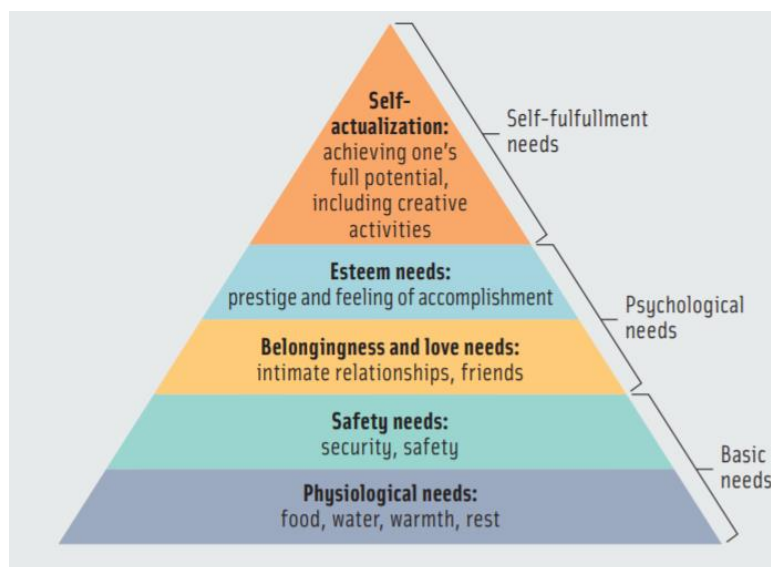 Self-
actualization:
achieving one's
full potential,
including creative
activities
Self-fulfullment
needs
Esteem needs:
prestige and feeling of accomplishment
Psychological
needs
Belongingness and love needs:
intimate relationships, friends
Safety needs:
security, safety
Basic
needs
Physiological needs:
food, water, warmth, rest